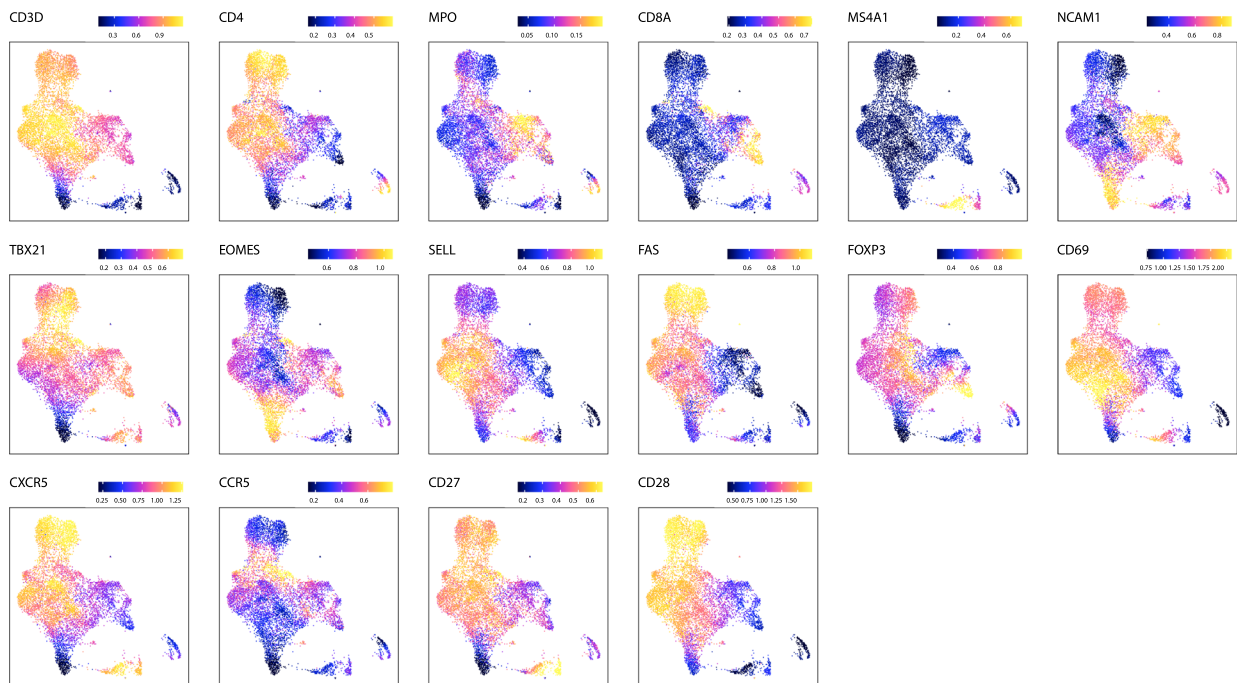 CD3D
0.3 0.6 0.9
CD4
0.2 0.3 0.4 0.5
MPO
0.05 0.10 0.15
CD8A
0.2 0.3 0.4 0.5 0.6 0.7
MS4A1
0.2 0.4 0.6
NCAM1
0.4 0.6 0.8
TBX21
0.2 0.3 0.4 0.5 0.6
EOMES
0.6 0.8 1.0
SELL
0.4 0.6 0.8 1.0
FAS
0.6 0.8 1.0
FOXP3
0.4 0.6 0.8
CD69
0.75 1.00 1.25 1.50 1.75 2.00
CXCR5
0.25 0.50 0.75 1.00 1.25
CCR5
0.2 0.4 0.6
CD27
0.2 0.3 0.4 0.5 0.6
CD28
0.50 0.75 1.00 1.25 1.50